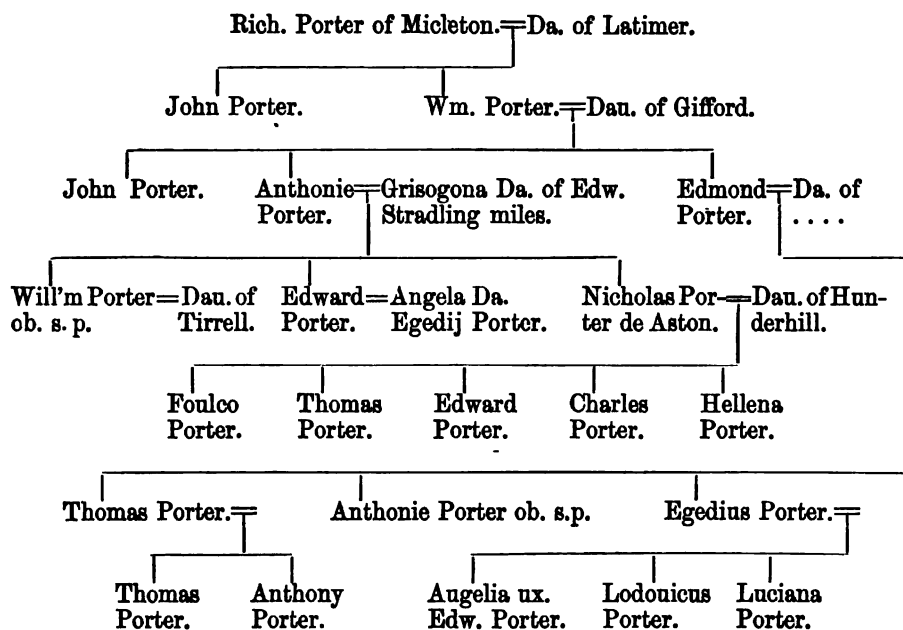 Rich. Porter of Micleton.=Da. of Latimer.
John Porter. Wm. Porter.=Dau. of Gifford.
John Porter. Anthonie=Grisogona Da. of Edw. Edmond=Da. of
Porter. Stradling miles. Porter. . . . .
Will'm Porter=Dau. of Edward=Angela Da. Nicholas Por-=Dau. of Hun-
ob. s. p. Tirrell. Porter. Egedij Porter. ter de Aston. derhill.
Foulco Thomas Edward Charles Hellena
Porter. Porter. Porter. Porter. Porter.
Thomas Porter.= Anthonie Porter ob. s.p. Egedius Porter.=
Thomas Anthony Augelia ux. Lodouicus Luciana
Porter. Porter. Edw. Porter. Porter. Porter.